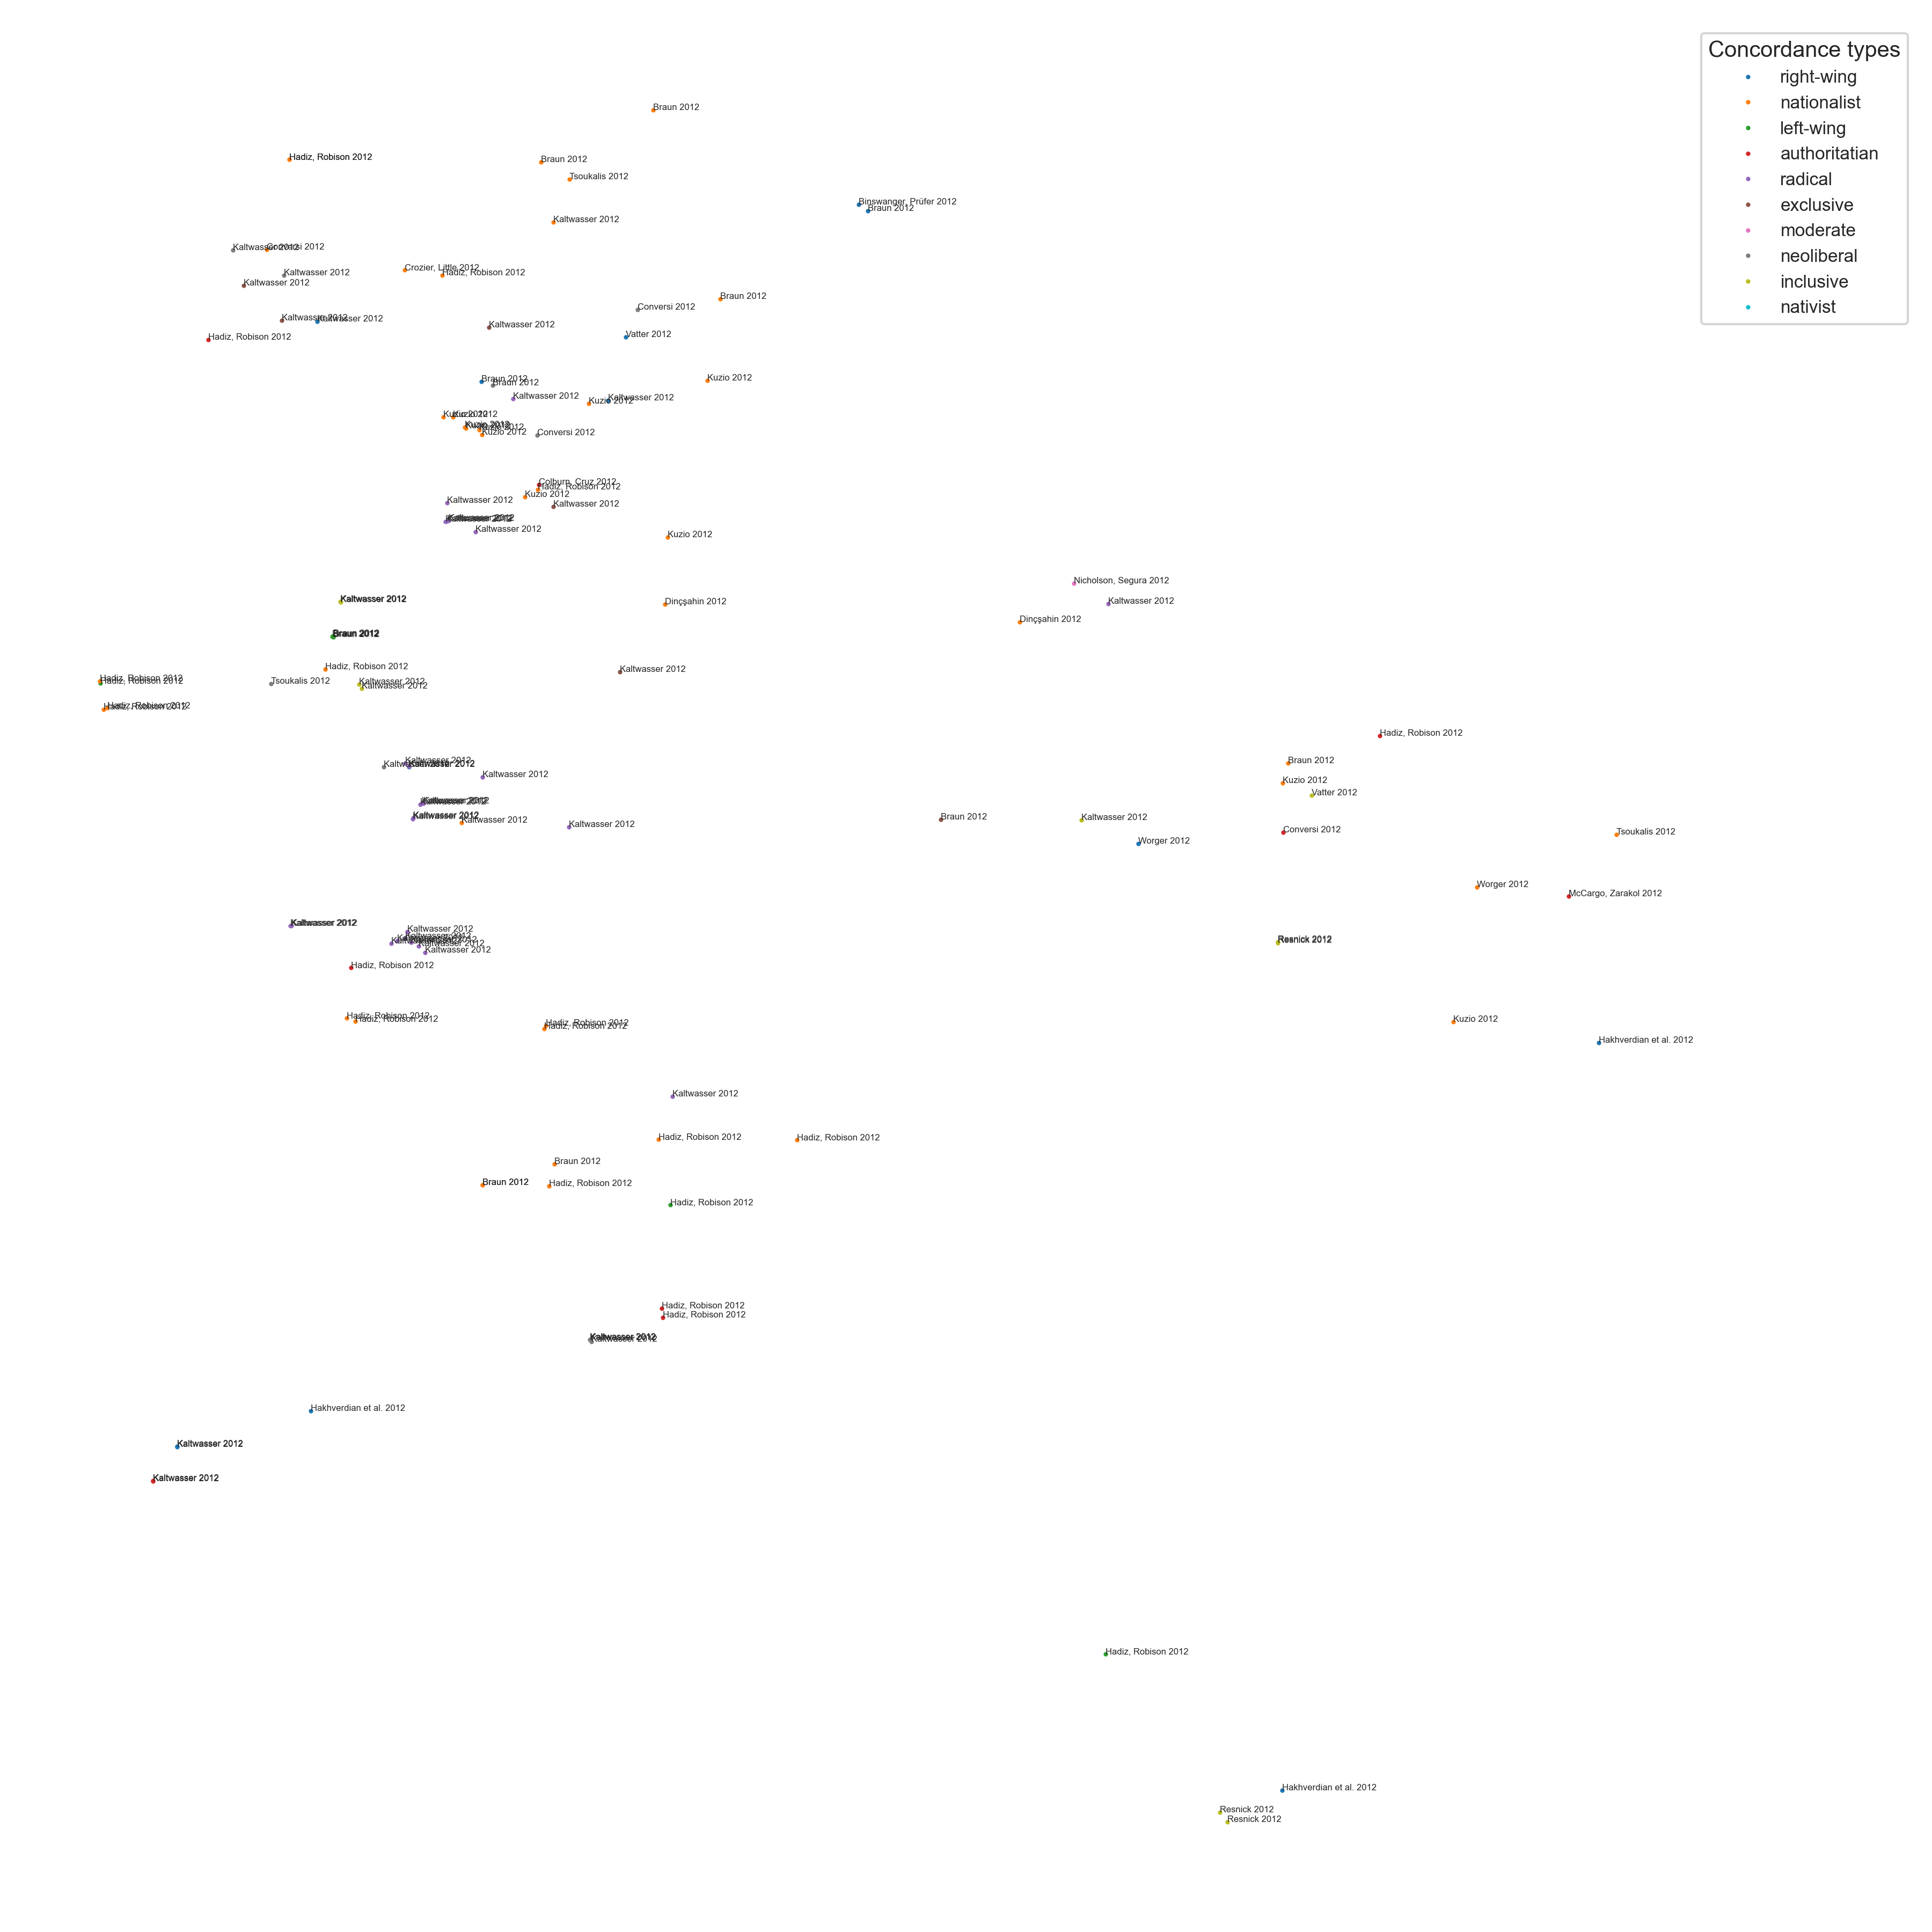 Concordance types
right-wing
nationalist
left-wing
authoritatian
radical
exclusive
moderate
neoliberal
inclusive
nativist
Braun 2012
Hadiz, Robison 2012
Braun 2012
Tsoukalis 2012
Binswanger, Prüfer 2012
Braun 2012
Kaltwasser 2012
Kaltwasser 2012
Conversi 2012
Crozier, Little 2012
Kaltwasser 2012
Hadiz, Robison 2012
Kaltwasser 2012
Braun 2012
Conversi 2012
Kaltwasser 2012
Kaltwasser 2012
Kaltwasser 2012
Vatter 2012
Hadiz, Robison 2012
Braun 2012
Braun 2012
Kuzio 2012
Kaltwasser 2012
Kuzio 2012
Kaltwasser 2012
Kuzio 2012
Kuzio 2012
Kuzio 2012
Kuzio 2012
Conversi 2012
Colburn, Cruz 2012
Hadiz, Robison 2012
Kuzio 2012
Kaltwasser 2012
Kaltwasser 2012
Kaltwasser 2012
Kaltwasser 2012
Kuzio 2012
Nicholson, Segura 2012
Kaltwasser 2012
Dinçşahin 2012
Kaltwasser 2012
Dinçşahin 2012
Braun 2012
Hadiz, Robison 2012
Kaltwasser 2012
Hadiz, Robison 2012
Hadiz, Robison 2012
Tsoukalis 2012
Kaltwasser 2012
Kaltwasser 2012
Hadiz, Robison 2012
Hadiz, Robison 2012
Hadiz, Robison 2012
Kaltwasser 2012
Kaltwasser 2012
Kaltwasser 2012
Braun 2012
Kaltwasser 2012
Kuzio 2012
Vatter 2012
Kaltwasser 2012
Kaltwasser 2012
Kaltwasser 2012
Kaltwasser 2012
Braun 2012
Kaltwasser 2012
Conversi 2012
Tsoukalis 2012
Worger 2012
Worger 2012
McCargo, Zarakol 2012
Kaltwasser 2012
Kaltwasser 2012
Kaltwasser 2012
Kaltwasser 2012
Kaltwasser 2012
Resnick 2012
Hadiz, Robison 2012
Hadiz, Robison 2012
Hadiz, Robison 2012
Hadiz, Robison 2012
Hadiz, Robison 2012
Kuzio 2012
Hakhverdian et al. 2012
Kaltwasser 2012
Hadiz, Robison 2012
Hadiz, Robison 2012
Braun 2012
Braun 2012
Hadiz, Robison 2012
Hadiz, Robison 2012
Hadiz, Robison 2012
Hadiz, Robison 2012
Kaltwasser 2012
Kaltwasser 2012
Hakhverdian et al. 2012
Kaltwasser 2012
Kaltwasser 2012
Hadiz, Robison 2012
Hakhverdian et al. 2012
Resnick 2012
Resnick 2012